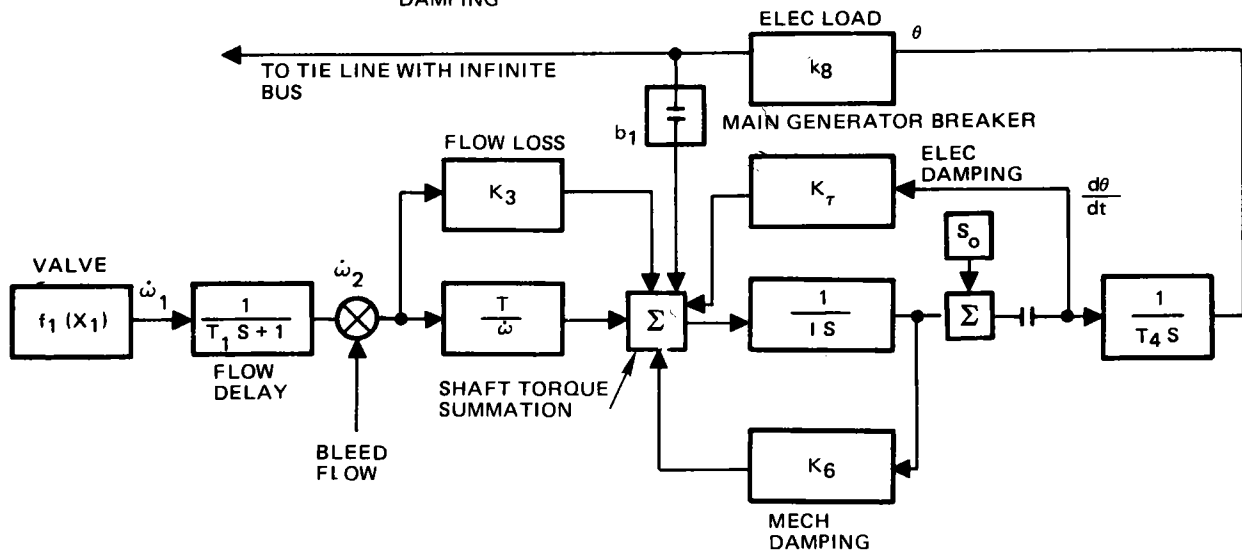 DAMPING
ELEC LOAD
θ
k8
TO TIE LINE WITH INFINITE
BUS
b1
MAIN GENERATOR BREAKER
FLOW LOSS
K3
ELEC
DAMPING
Kτ
dθ
dt
So
VALVE
f1 (X1)
ω̇1
1
T1 S + 1
FLOW
DELAY
ω̇2
T
ω̇
Σ
1
I S
Σ
1
T4 S
SHAFT TORQUE
SUMMATION
BLEED
FLOW
K6
MECH
DAMPING